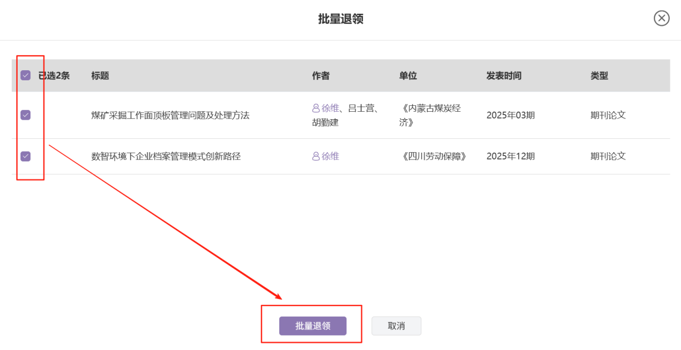 批量退领
已选2条 标题 作者 单位 发表时间 类型
煤矿采掘工作面顶板管理问题及处理方法 徐维、吕士营、胡勤建 《内蒙古煤炭经济》 2025年03期 期刊论文
数智环境下企业档案管理模式创新路径 徐维 《四川劳动保障》 2025年12期 期刊论文
批量退领 取消